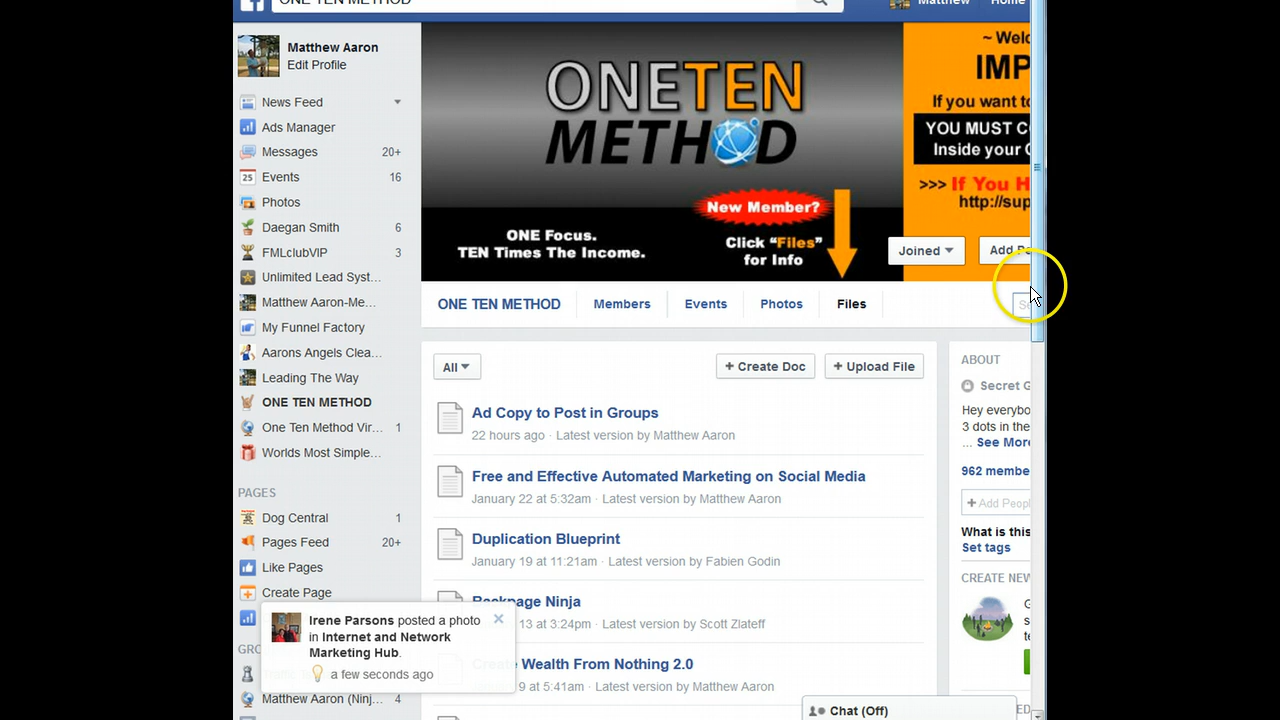 ONE TEN METHOD
Matthew
Home
Matthew Aaron
Edit Profile
News Feed
Ads Manager
Messages 20+
25 Events 16
Photos
Daegan Smith 6
FMLclubVIP 3
Unlimited Lead Syst...
Matthew Aaron-Me...
My Funnel Factory
Aarons Angels Clea...
Leading The Way
ONE TEN METHOD
One Ten Method Vir... 1
Worlds Most Simple...
PAGES
Dog Central 1
Pages Feed 20+
Like Pages
Create Page
Matthew Aaron (Ninj... 4
ONETEN
METHOD
ONE Focus.
TEN Times The Income.
New Member?
Click "Files"
for Info
~ Welc
IMP
If you want to
YOU MUST C
Inside your
>>> If You H
http://sup
Joined
Add Pe
ONE TEN METHOD Members Events Photos Files
All
+ Create Doc
+ Upload File
Ad Copy to Post in Groups
22 hours ago · Latest version by Matthew Aaron
Free and Effective Automated Marketing on Social Media
January 22 at 5:32am · Latest version by Matthew Aaron
Duplication Blueprint
January 19 at 11:21am · Latest version by Fabien Godin
Backpage Ninja
13 at 3:24pm · Latest version by Scott Zlateff
Create Wealth From Nothing 2.0
9 at 5:41am · Latest version by Matthew Aaron
ABOUT
Secret G
Hey everybo
3 dots in the
... See More
962 membe
+ Add Peopl
What is this
Set tags
CREATE NEW
Irene Parsons posted a photo
in Internet and Network
Marketing Hub.
a few seconds ago
Chat (Off)